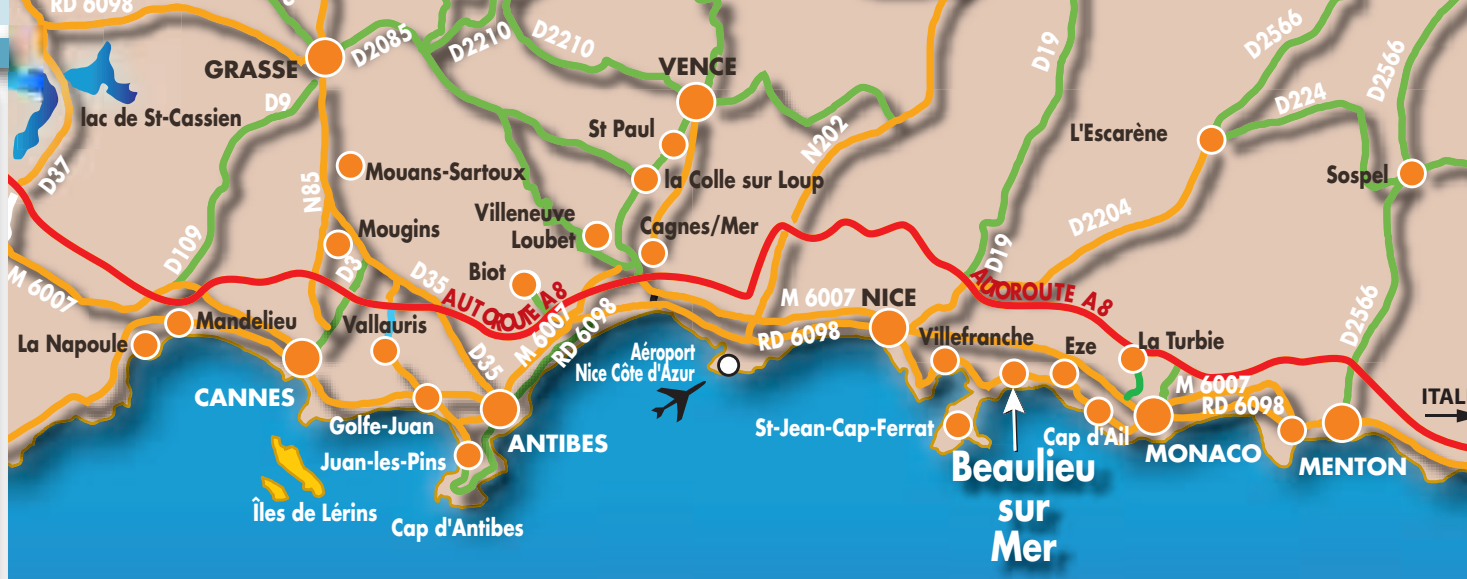 RD 6098
GRASSE
D2085
D2210
D2210
VENCE
D19
D2566
D2566
D9
lac de St-Cassien
St Paul
N202
L'Escarène
D224
D37
Mouans-Sartoux
la Colle sur Loup
Sospel
N85
Villeneuve
Loubet
Cagnes/Mer
D2204
Mougins
D109
D3
D35
Biot
D19
M 6007
AUTOROUTE A8
AUTOROUTE A8
M 6007
NICE
D2566
Mandelieu
Vallauris
M 6007
RD 6098
RD 6098
Villefranche
La Napoule
D35
Aéroport
Nice Côte d'Azur
Eze
La Turbie
M 6007
RD 6098
ITAL
CANNES
Golfe-Juan
ANTIBES
St-Jean-Cap-Ferrat
Cap d'Ail
MONACO
MENTON
Juan-les-Pins
Beaulieu
sur
Mer
Îles de Lérins
Cap d'Antibes